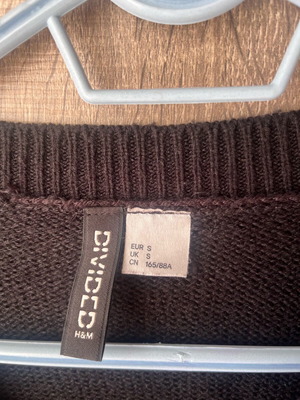 DIVIDED
H&M
EUR S
UK S
CN 165/88A